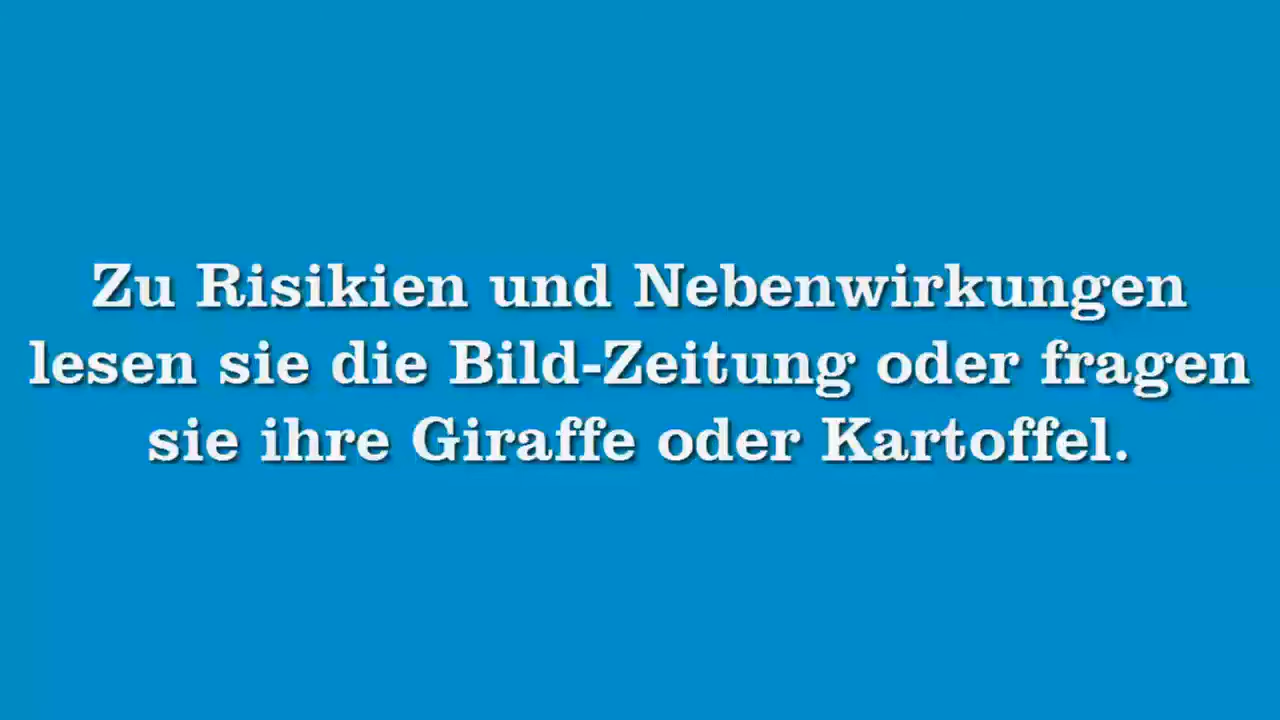 Zu Risikien und Nebenwirkungen
lesen sie die Bild-Zeitung oder fragen
sie ihre Giraffe oder Kartoffel.